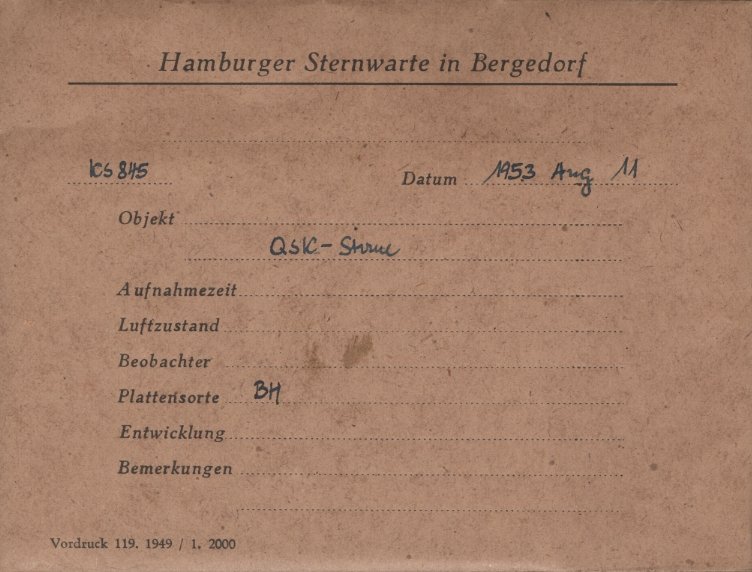 Hamburger Sternwarte in Bergedorf
KS 845
Datum 1953 Aug 11
Objekt
QSK-Sterne
Aufnahmezeit
Luftzustand
Beobachter
Plattensorte BH
Entwicklung
Bemerkungen
Vordruck 119. 1949 / 1. 2000